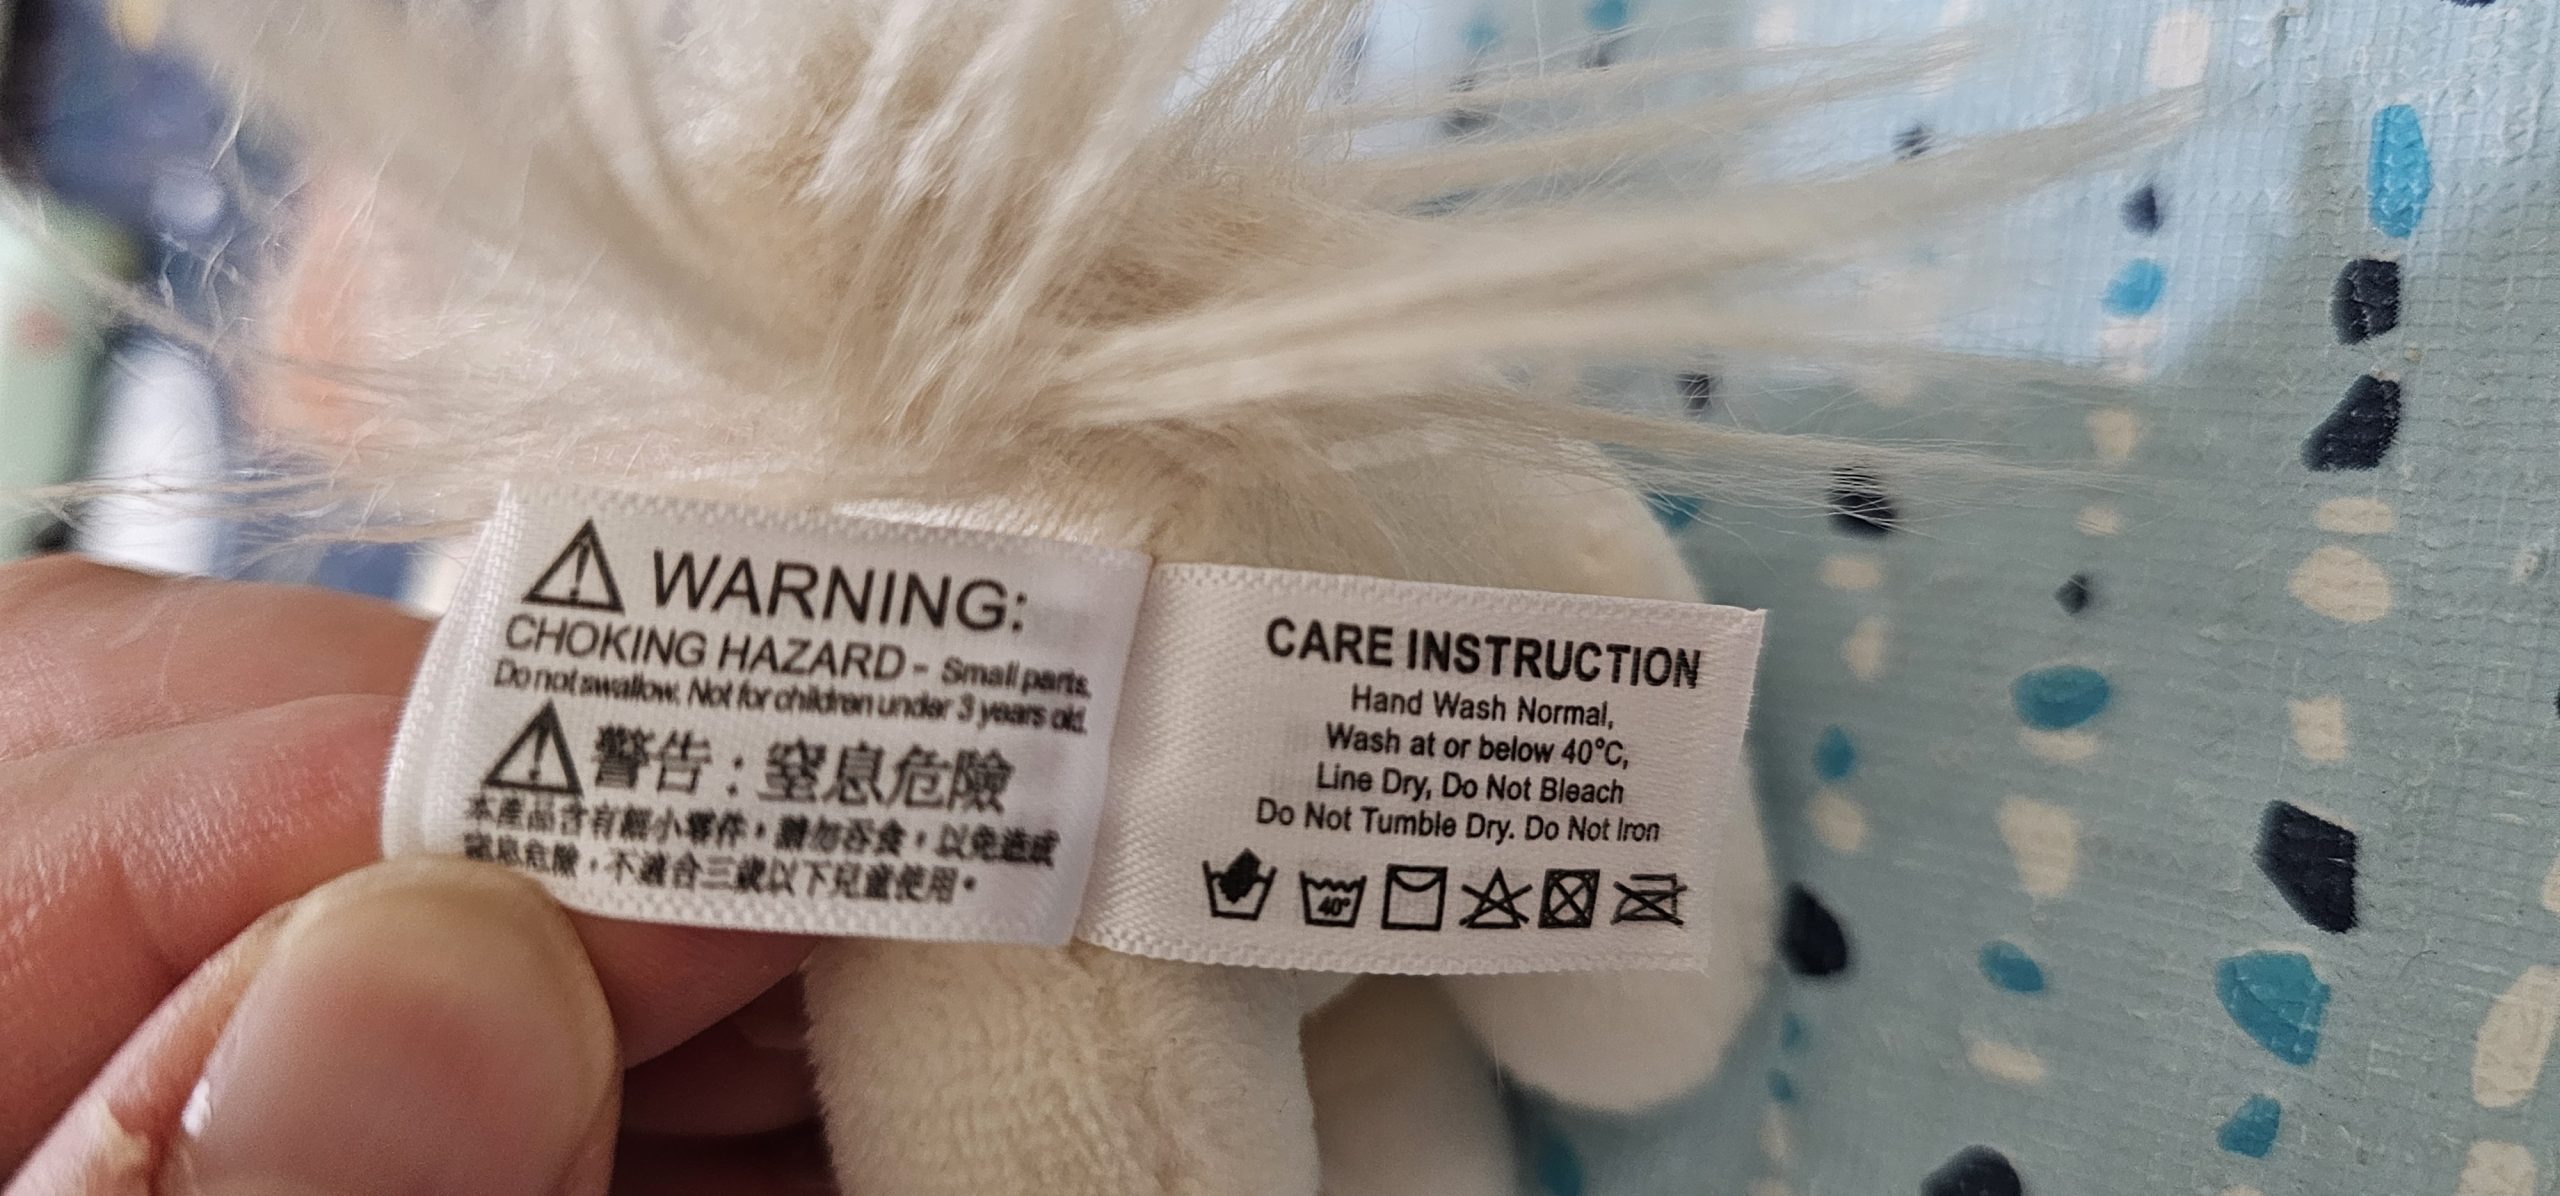 WARNING:
CHOKING HAZARD - Small parts.
Do not swallow. Not for children under 3 years old.
警告：窒息危險
本產品含有細小零件，請勿吞食，以免造成
窒息危險，不適合三歲以下兒童使用。
CARE INSTRUCTION
Hand Wash Normal,
Wash at or below 40°C,
Line Dry, Do Not Bleach
Do Not Tumble Dry. Do Not Iron
40°